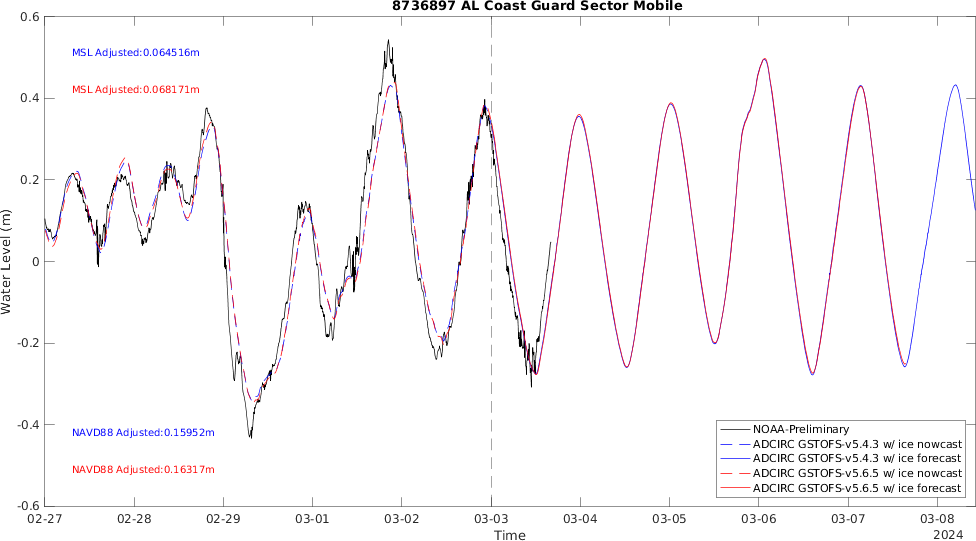 8736897 AL Coast Guard Sector Mobile
0.6
0.4
0.2
0
-0.2
-0.4
-0.6
Water Level (m)
MSL Adjusted:0.064516m
MSL Adjusted:0.068171m
NAVD88 Adjusted:0.15952m
NAVD88 Adjusted:0.16317m
NOAA-Preliminary
ADCIRC GSTOFS-v5.4.3 w/ ice nowcast
ADCIRC GSTOFS-v5.4.3 w/ ice forecast
ADCIRC GSTOFS-v5.6.5 w/ ice nowcast
ADCIRC GSTOFS-v5.6.5 w/ ice forecast
02-27 02-28 02-29 03-01 03-02 03-03 03-04 03-05 03-06 03-07 03-08
Time
2024